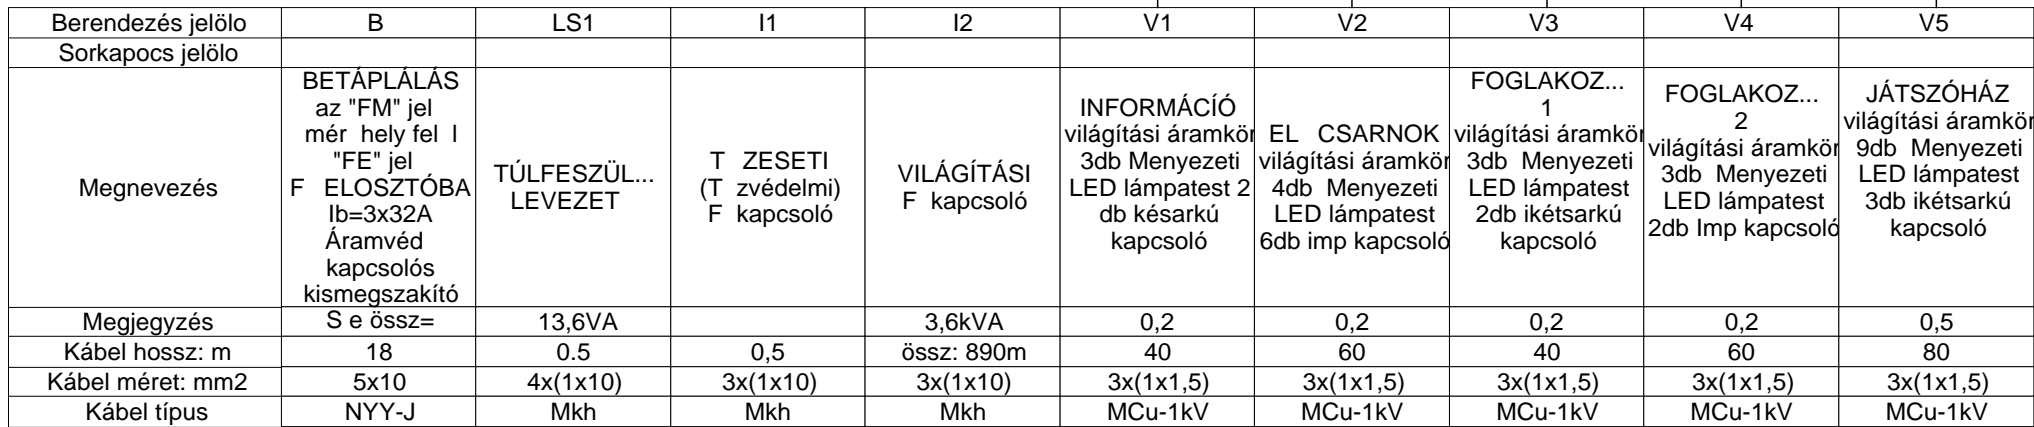 Berendezés jelölo B LS1 I1 I2 V1 V2 V3 V4 V5
Sorkapocs jelölo
Megnevezés
BETÁPLÁLÁS
az "FM" jel
mér hely fel l
"FE" jel
F ELOSZTÓBA
Ib=3x32A
Áramvéd
kapcsolós
kismegszakító
TÚLFESZÜL...
LEVEZET
T ZESETI
(T zvédelmi)
F kapcsoló
VILÁGÍTÁSI
F kapcsoló
INFORMÁCÍÓ
világítási áramkör
3db Menyezeti
LED lámpatest 2
db késarkú
kapcsoló
EL CSARNOK
világítási áramkör
4db Menyezeti
LED lámpatest
6db imp kapcsoló
FOGLAKOZ...
1
világítási áramkör
3db Menyezeti
LED lámpatest
2db ikétsarkú
kapcsoló
FOGLAKOZ...
2
világítási áramkör
3db Menyezeti
LED lámpatest
2db Imp kapcsoló
JÁTSZÓHÁZ
világítási áramkör
9db Menyezeti
LED lámpatest
3db ikétsarkú
kapcsoló
Megjegyzés S e össz= 13,6VA 3,6kVA 0,2 0,2 0,2 0,2 0,5
Kábel hossz: m 18 0.5 0,5 össz: 890m 40 60 40 60 80
Kábel méret: mm2 5x10 4x(1x10) 3x(1x10) 3x(1x10) 3x(1x1,5) 3x(1x1,5) 3x(1x1,5) 3x(1x1,5) 3x(1x1,5)
Kábel típus NYY-J Mkh Mkh Mkh MCu-1kV MCu-1kV MCu-1kV MCu-1kV MCu-1kV